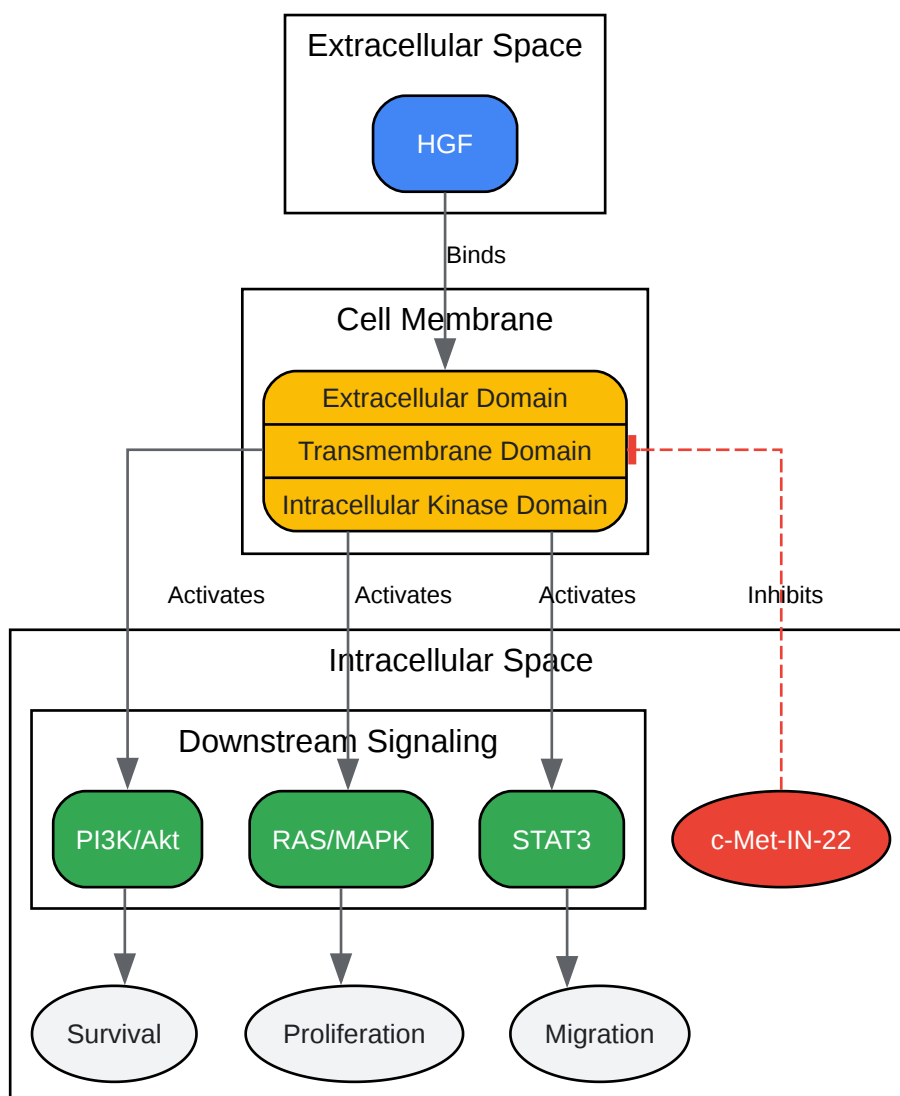 Extracellular Space
HGF
Binds
Cell Membrane
Extracellular Domain
Transmembrane Domain
Intracellular Kinase Domain
Activates
Activates
Activates
Inhibits
Intracellular Space
Downstream Signaling
PI3K/Akt
RAS/MAPK
STAT3
c-Met-IN-22
Survival
Proliferation
Migration